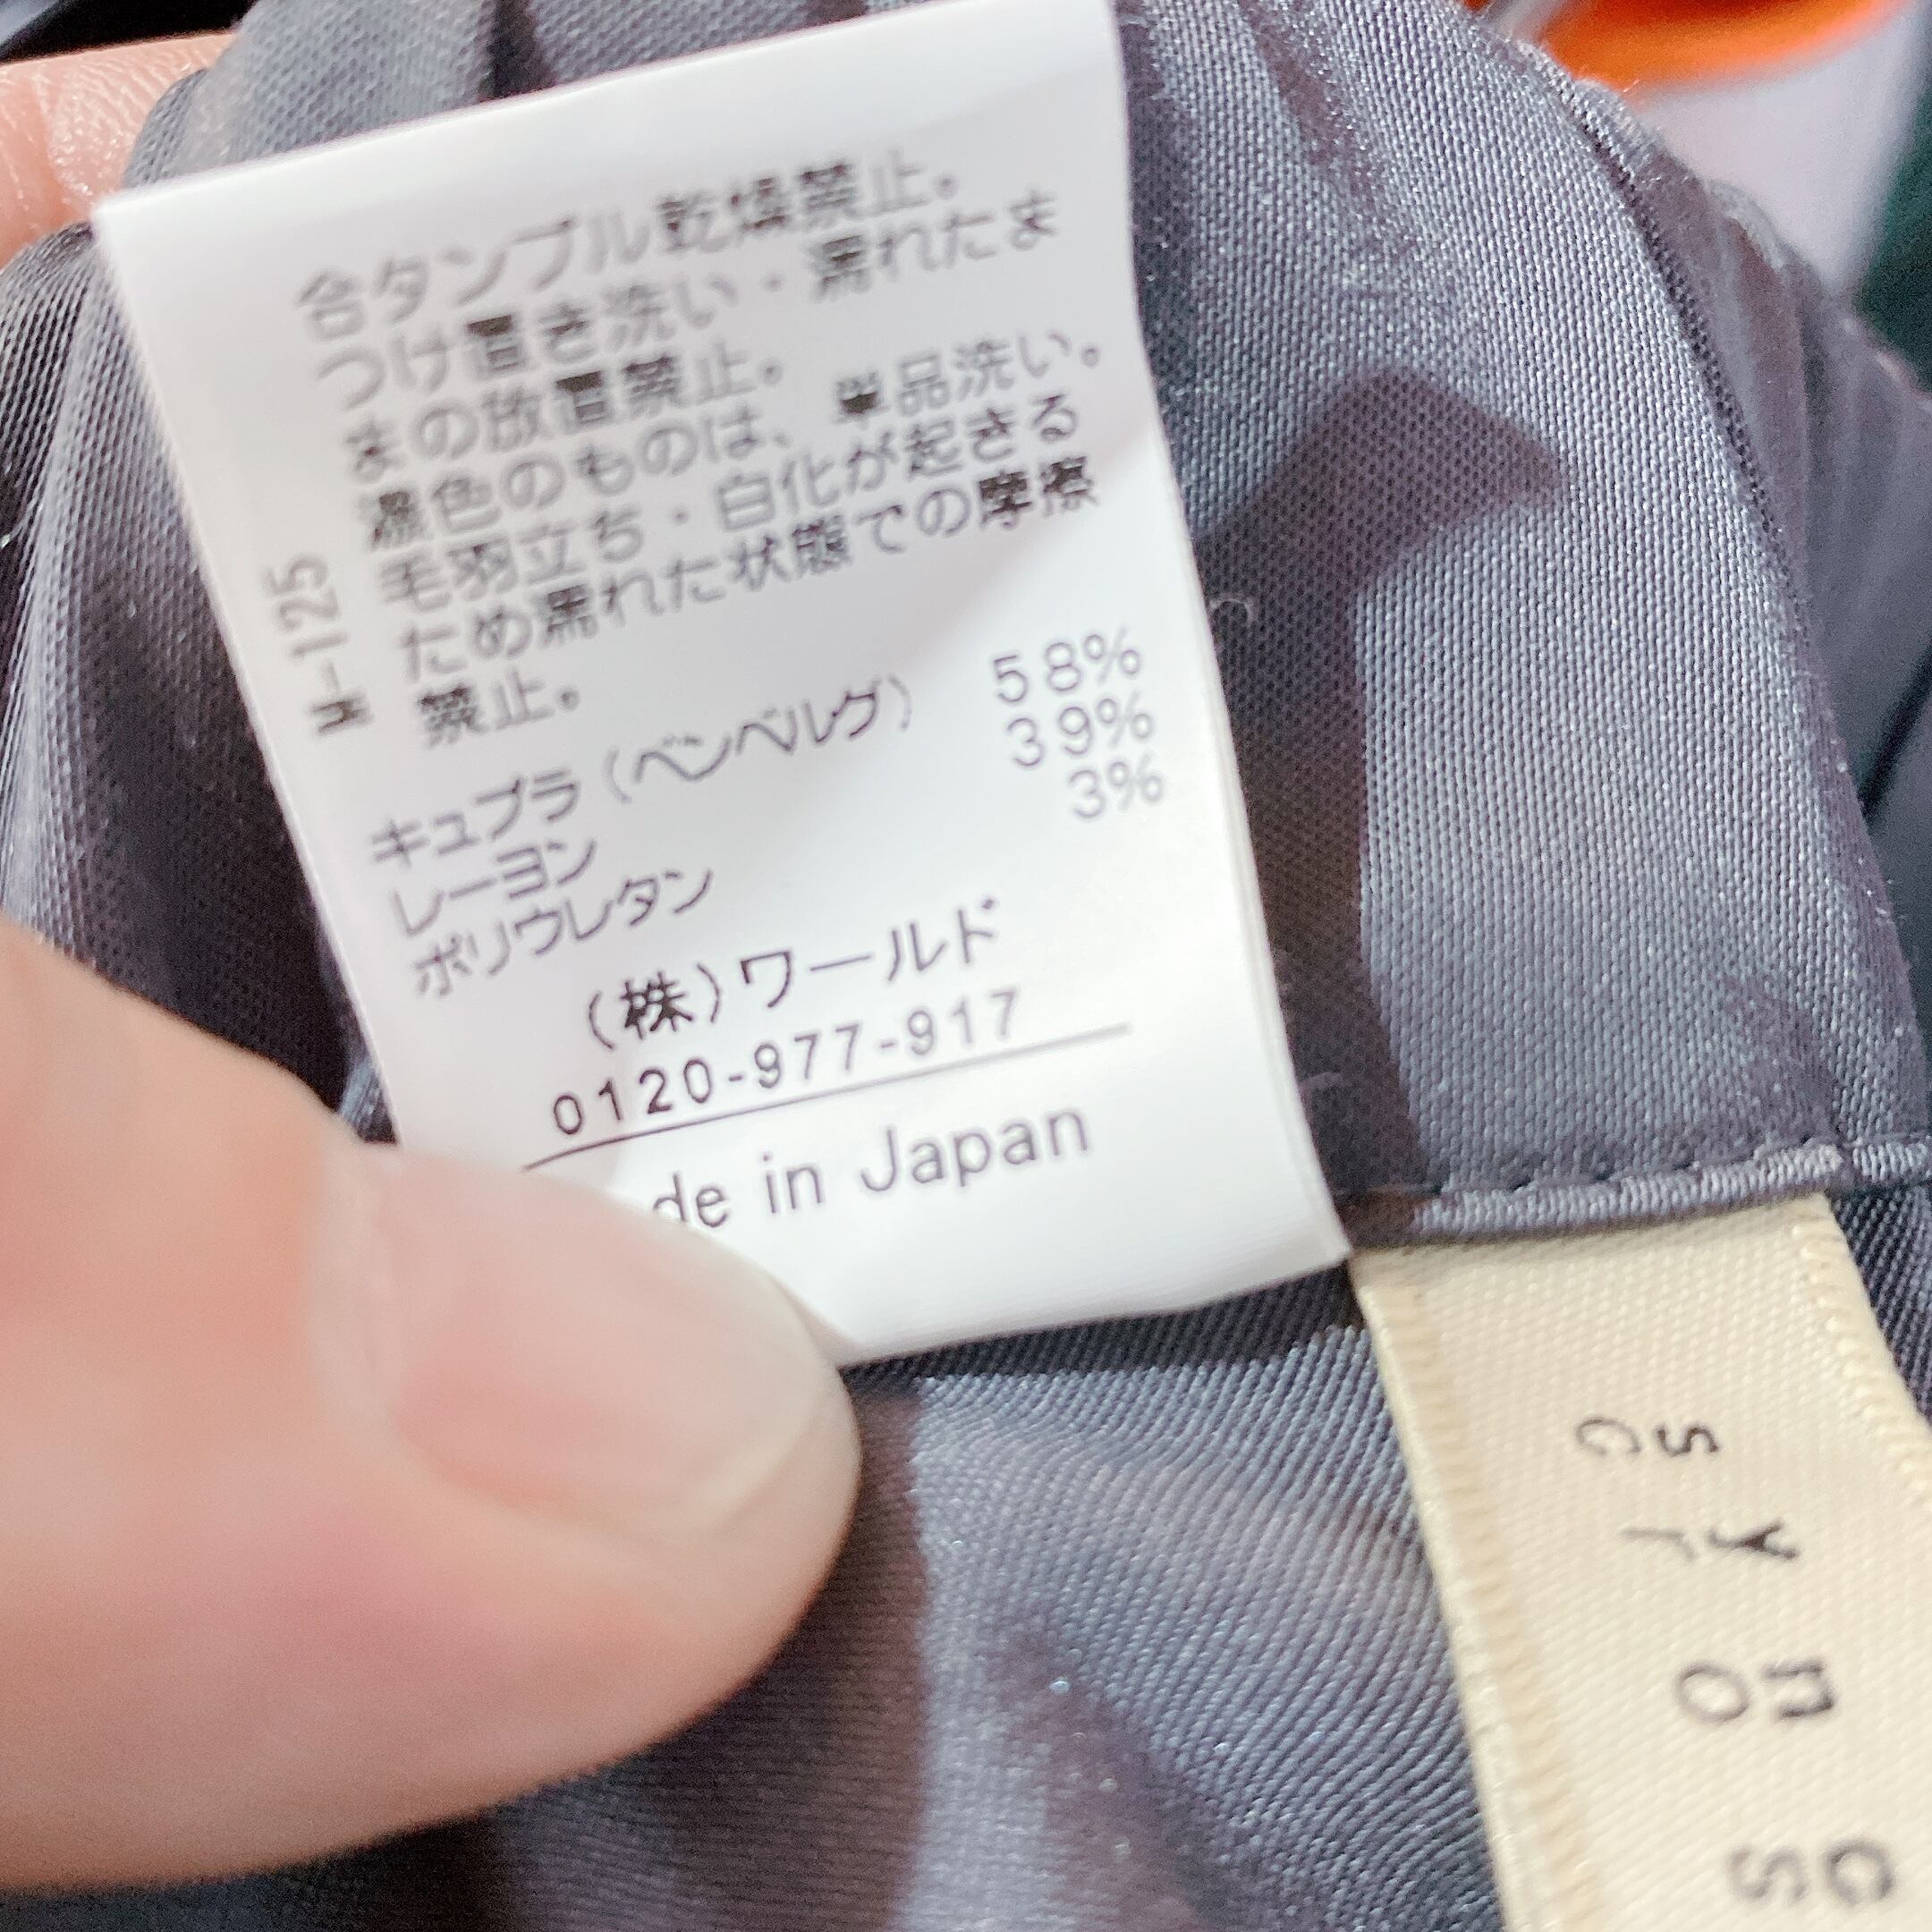 合タンブル乾燥禁止。
つけ置き洗い・濡れたま
まの放置禁止。
濃色のものは、単品洗い。
毛羽立ち・白化が起きる
ため濡れた状態での摩擦
禁止。
M-125
キュプラ(ベンベルグ) 58%
レーヨン 39%
ポリウレタン 3%
(株)ワールド
0120-977-917
de in Japan
s y n
c r o s